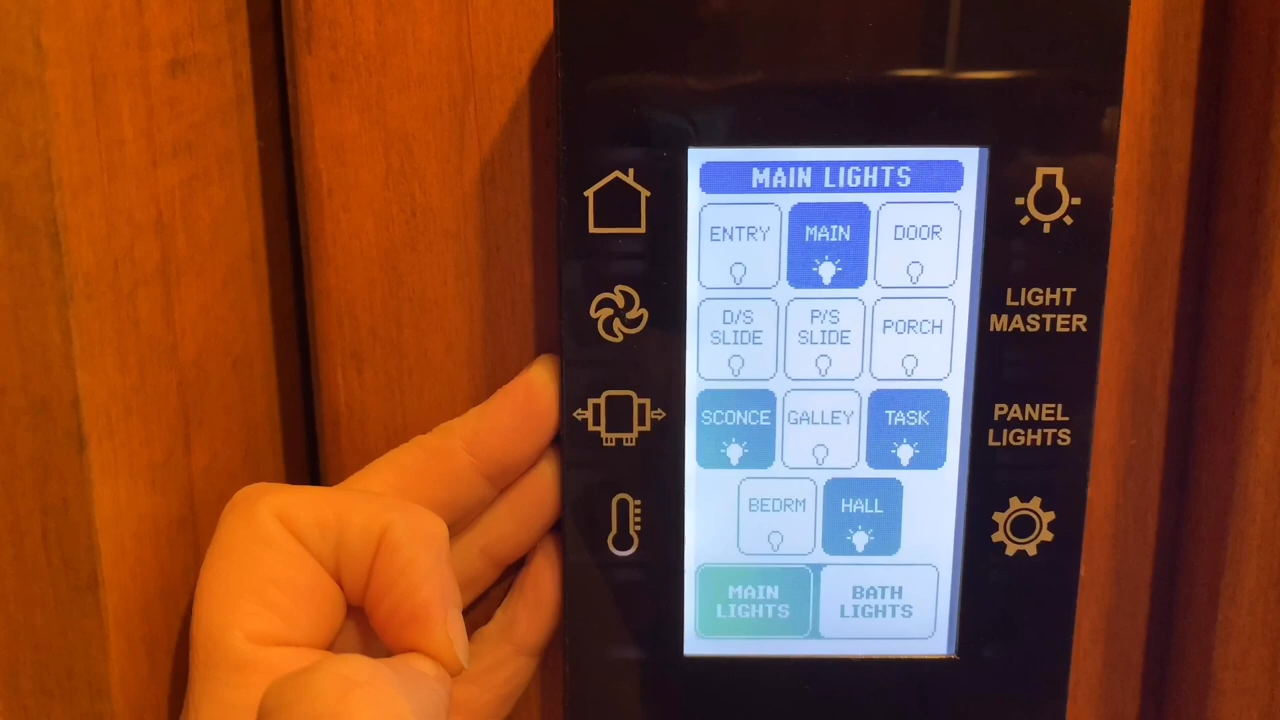 MAIN LIGHTS
ENTRY
MAIN
DOOR
D/S
SLIDE
P/S
SLIDE
PORCH
SCONCE
GALLEY
TASK
BEDRM
HALL
MAIN
LIGHTS
BATH
LIGHTS
LIGHT
MASTER
PANEL
LIGHTS